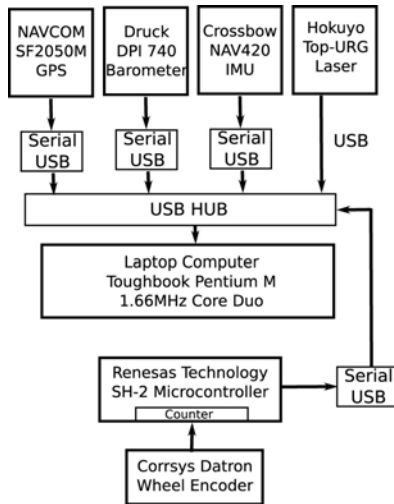 NAVCOM
SF2050M
GPS
Druck
DPI 740
Barometer
Crossbow
NAV420
IMU
Hokuyo
Top-URG
Laser
Serial
USB
Serial
USB
Serial
USB
USB
USB HUB
Laptop Computer
Toughbook Pentium M
1.66MHz Core Duo
Renesas Technology
SH-2 Microcontroller
Counter
Serial
USB
Corrsys Datron
Wheel Encoder